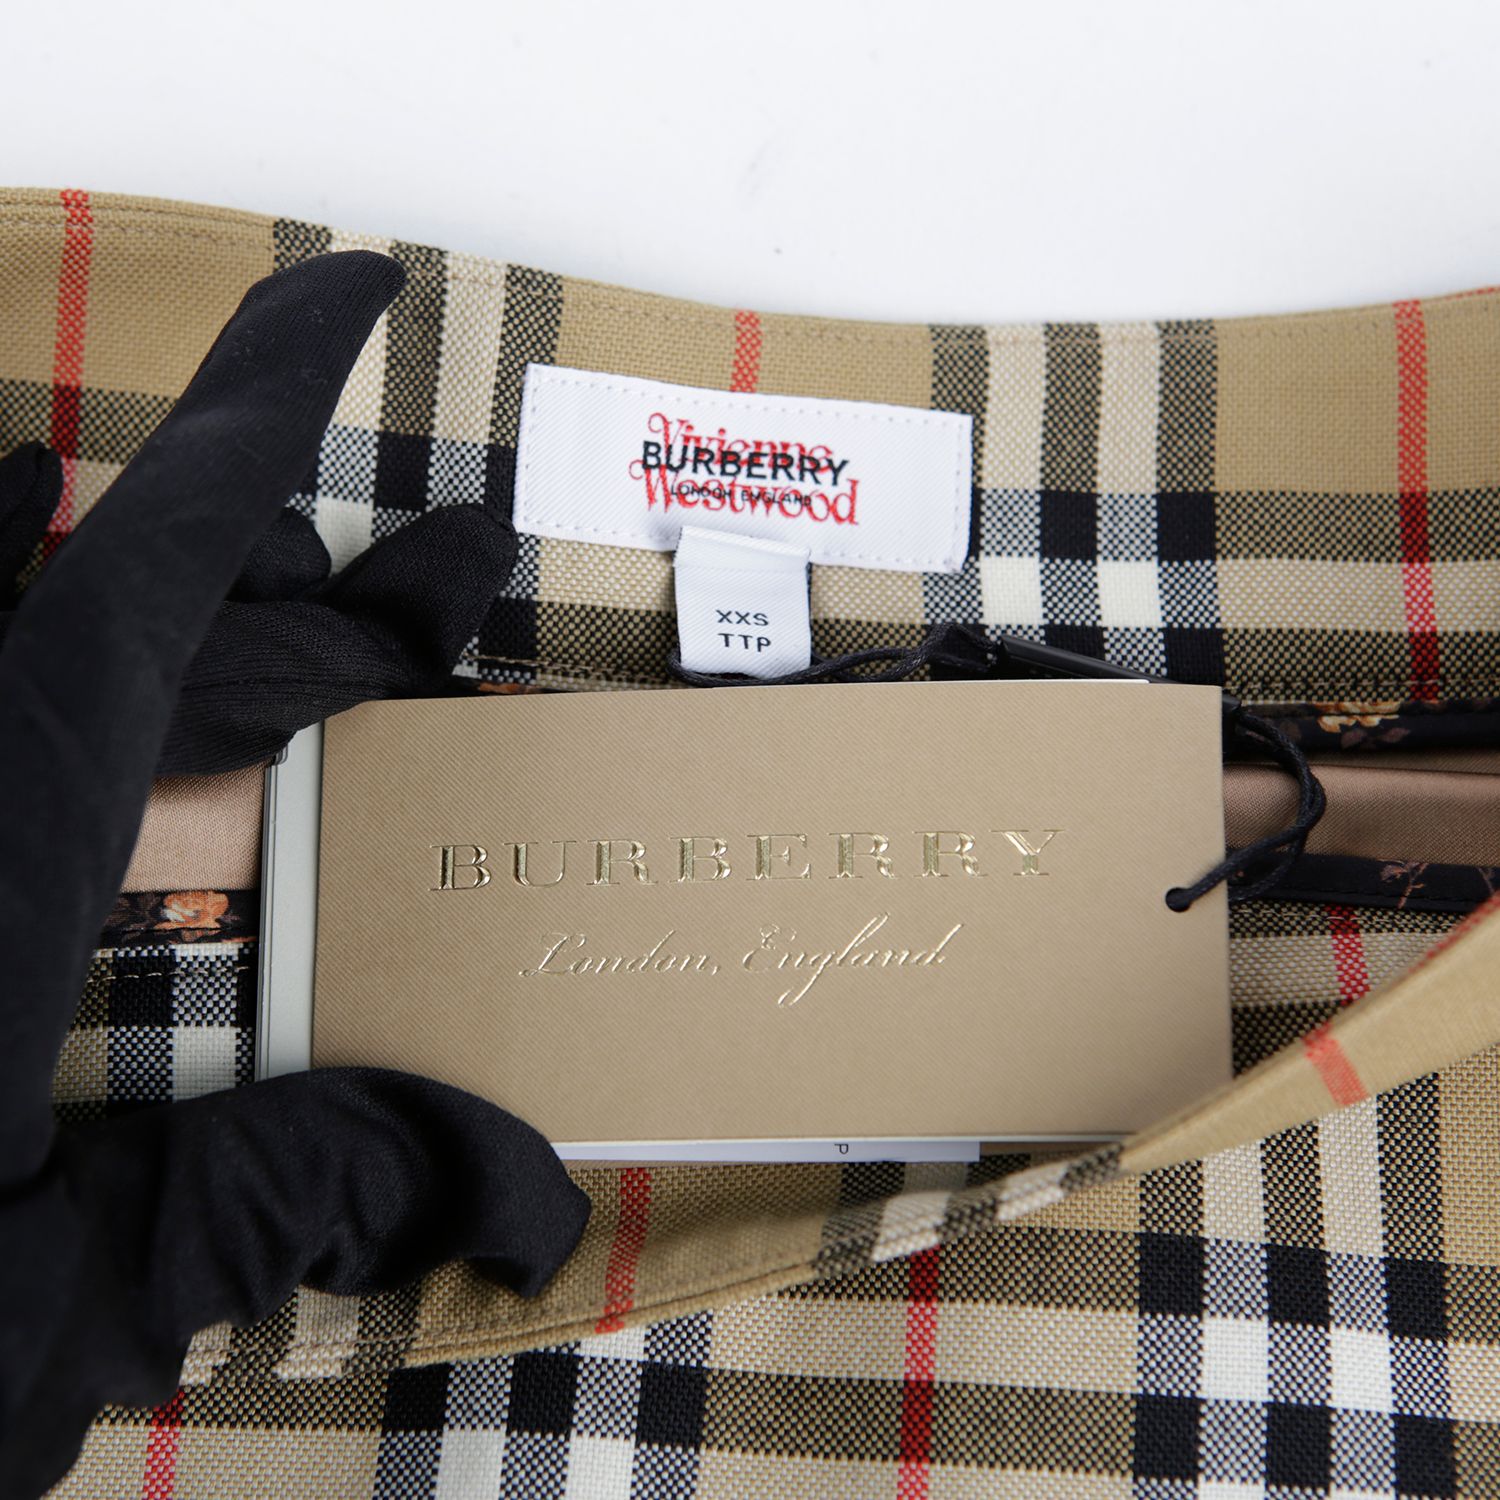 Vivienne
BURBERRY
Westwood
LONDON ENGLAND
XXS
TTP
BURBERRY
London, England
P